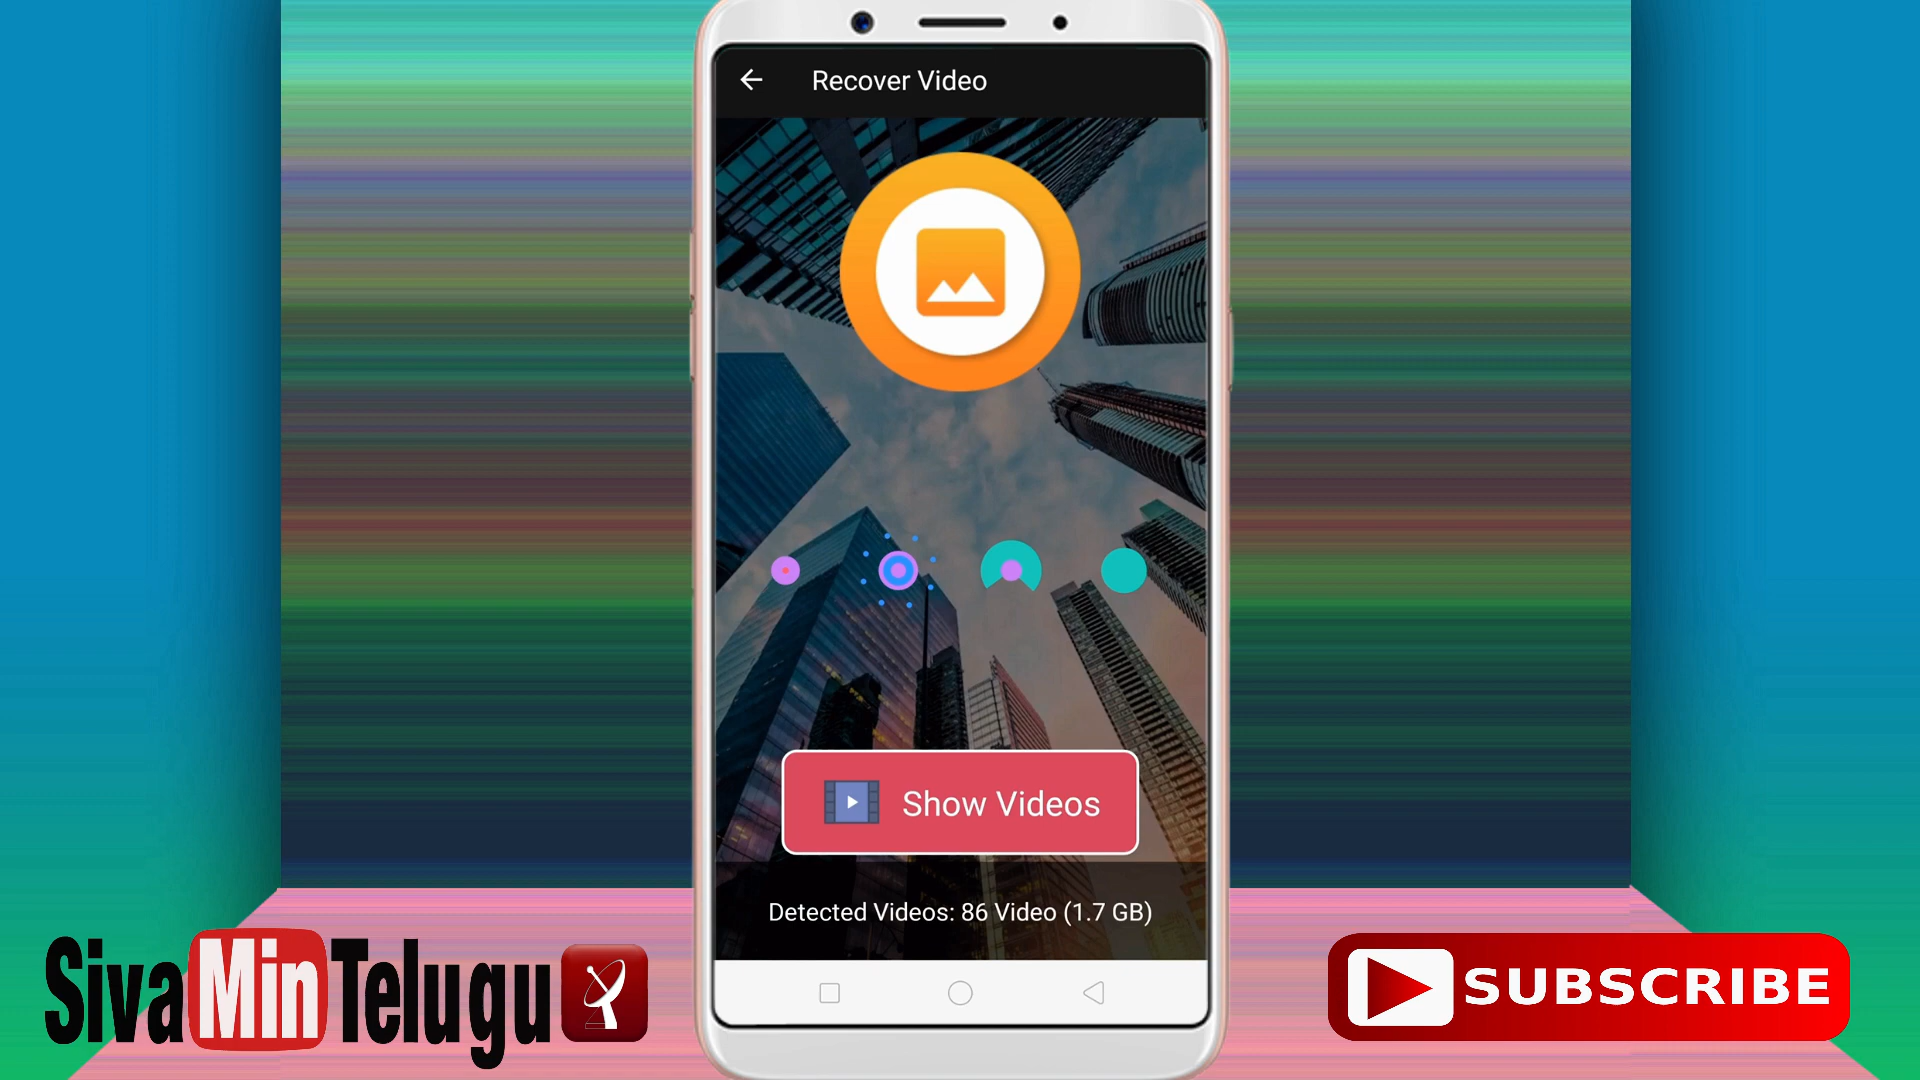 Recover Video
Show Videos
Detected Videos: 86 Video (1.7 GB)
SivaMinTelugu
SUBSCRIBE